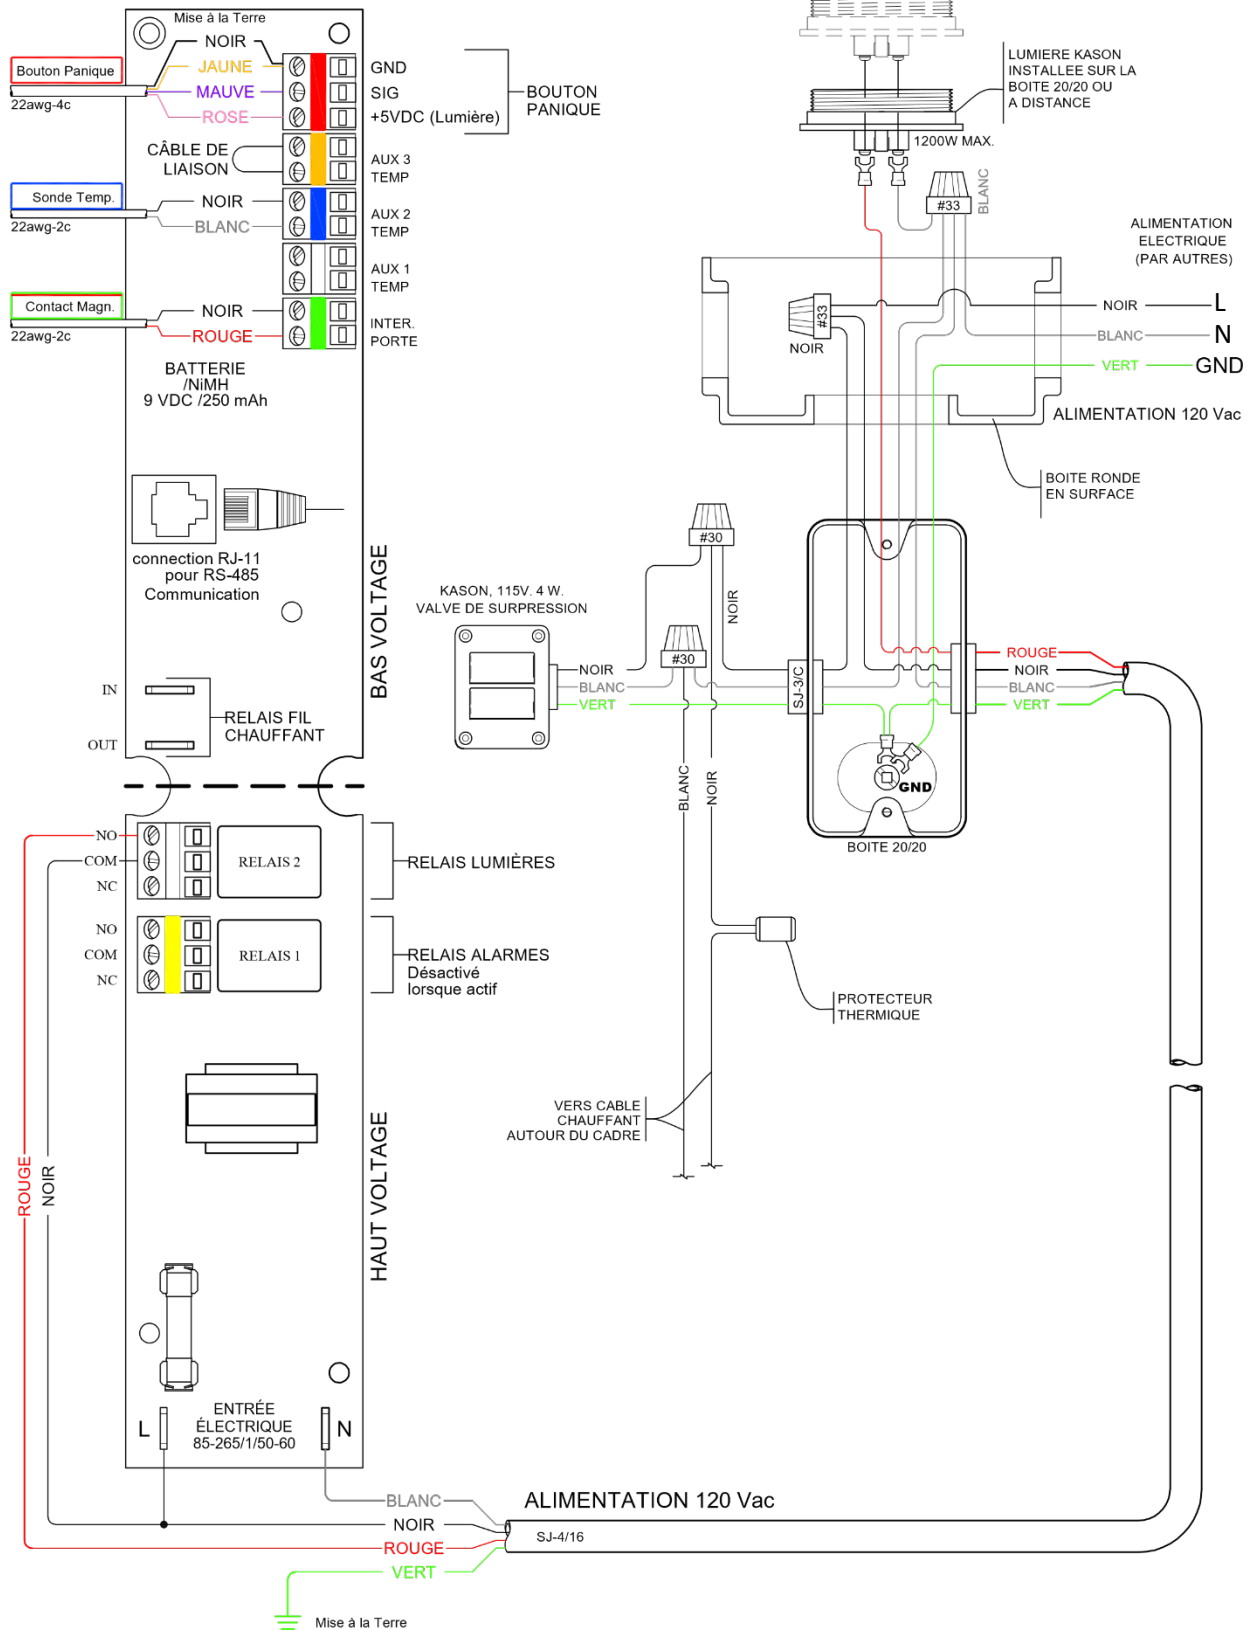 Mise à la Terre
NOIR
Bouton Panique
JAUNE
GND
MAUVE
SIG
22awg-4c
ROSE
+5VDC (Lumière)
BOUTON
PANIQUE
CÂBLE DE
LIAISON
AUX 3
TEMP
Sonde Temp.
NOIR
22awg-2c
BLANC
AUX 2
TEMP
AUX 1
TEMP
Contact Magn.
NOIR
22awg-2c
ROUGE
INTER.
PORTE
BATTERIE
/NiMH
9 VDC /250 mAh
connection RJ-11
pour RS-485
Communication
BAS VOLTAGE
IN
OUT
RELAIS FIL
CHAUFFANT
NO
COM
NC
RELAIS 2
RELAIS LUMIÈRES
NO
COM
NC
RELAIS 1
RELAIS ALARMES
Désactivé
lorsque actif
HAUT VOLTAGE
ROUGE
NOIR
L
ENTRÉE
ÉLECTRIQUE
85-265/1/50-60
N
BLANC
NOIR
ROUGE
VERT
Mise à la Terre
ALIMENTATION 120 Vac
SJ-4/16
LUMIERE KASON
INSTALLEE SUR LA
BOITE 20/20 OU
A DISTANCE
1200W MAX.
#33
BLANC
ALIMENTATION
ELECTRIQUE
(PAR AUTRES)
#33
NOIR
NOIR
L
BLANC
N
VERT
GND
ALIMENTATION 120 Vac
BOITE RONDE
EN SURFACE
#30
NOIR
KASON, 115V. 4 W.
VALVE DE SURPRESSION
#30
NOIR
BLANC
VERT
SJ-3/C
ROUGE
NOIR
BLANC
VERT
GND
BOITE 20/20
BLANC
NOIR
PROTECTEUR
THERMIQUE
VERS CABLE
CHAUFFANT
AUTOUR DU CADRE